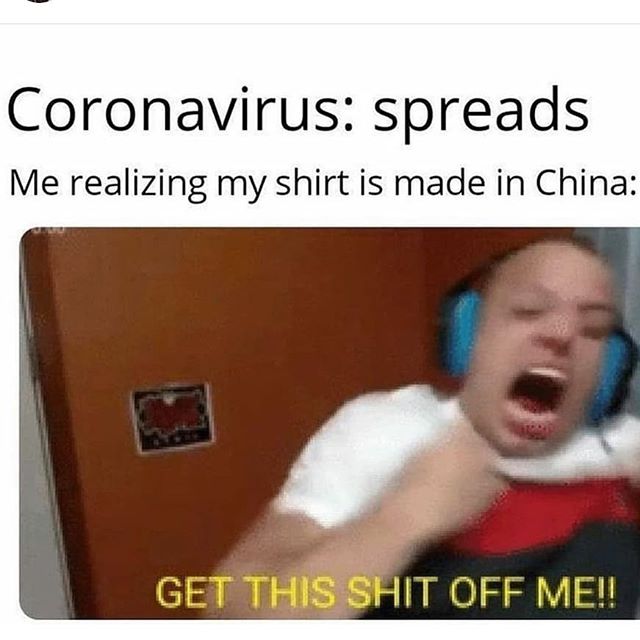 Coronavirus: spreads
Me realizing my shirt is made in China:
GET THIS SHIT OFF ME!!